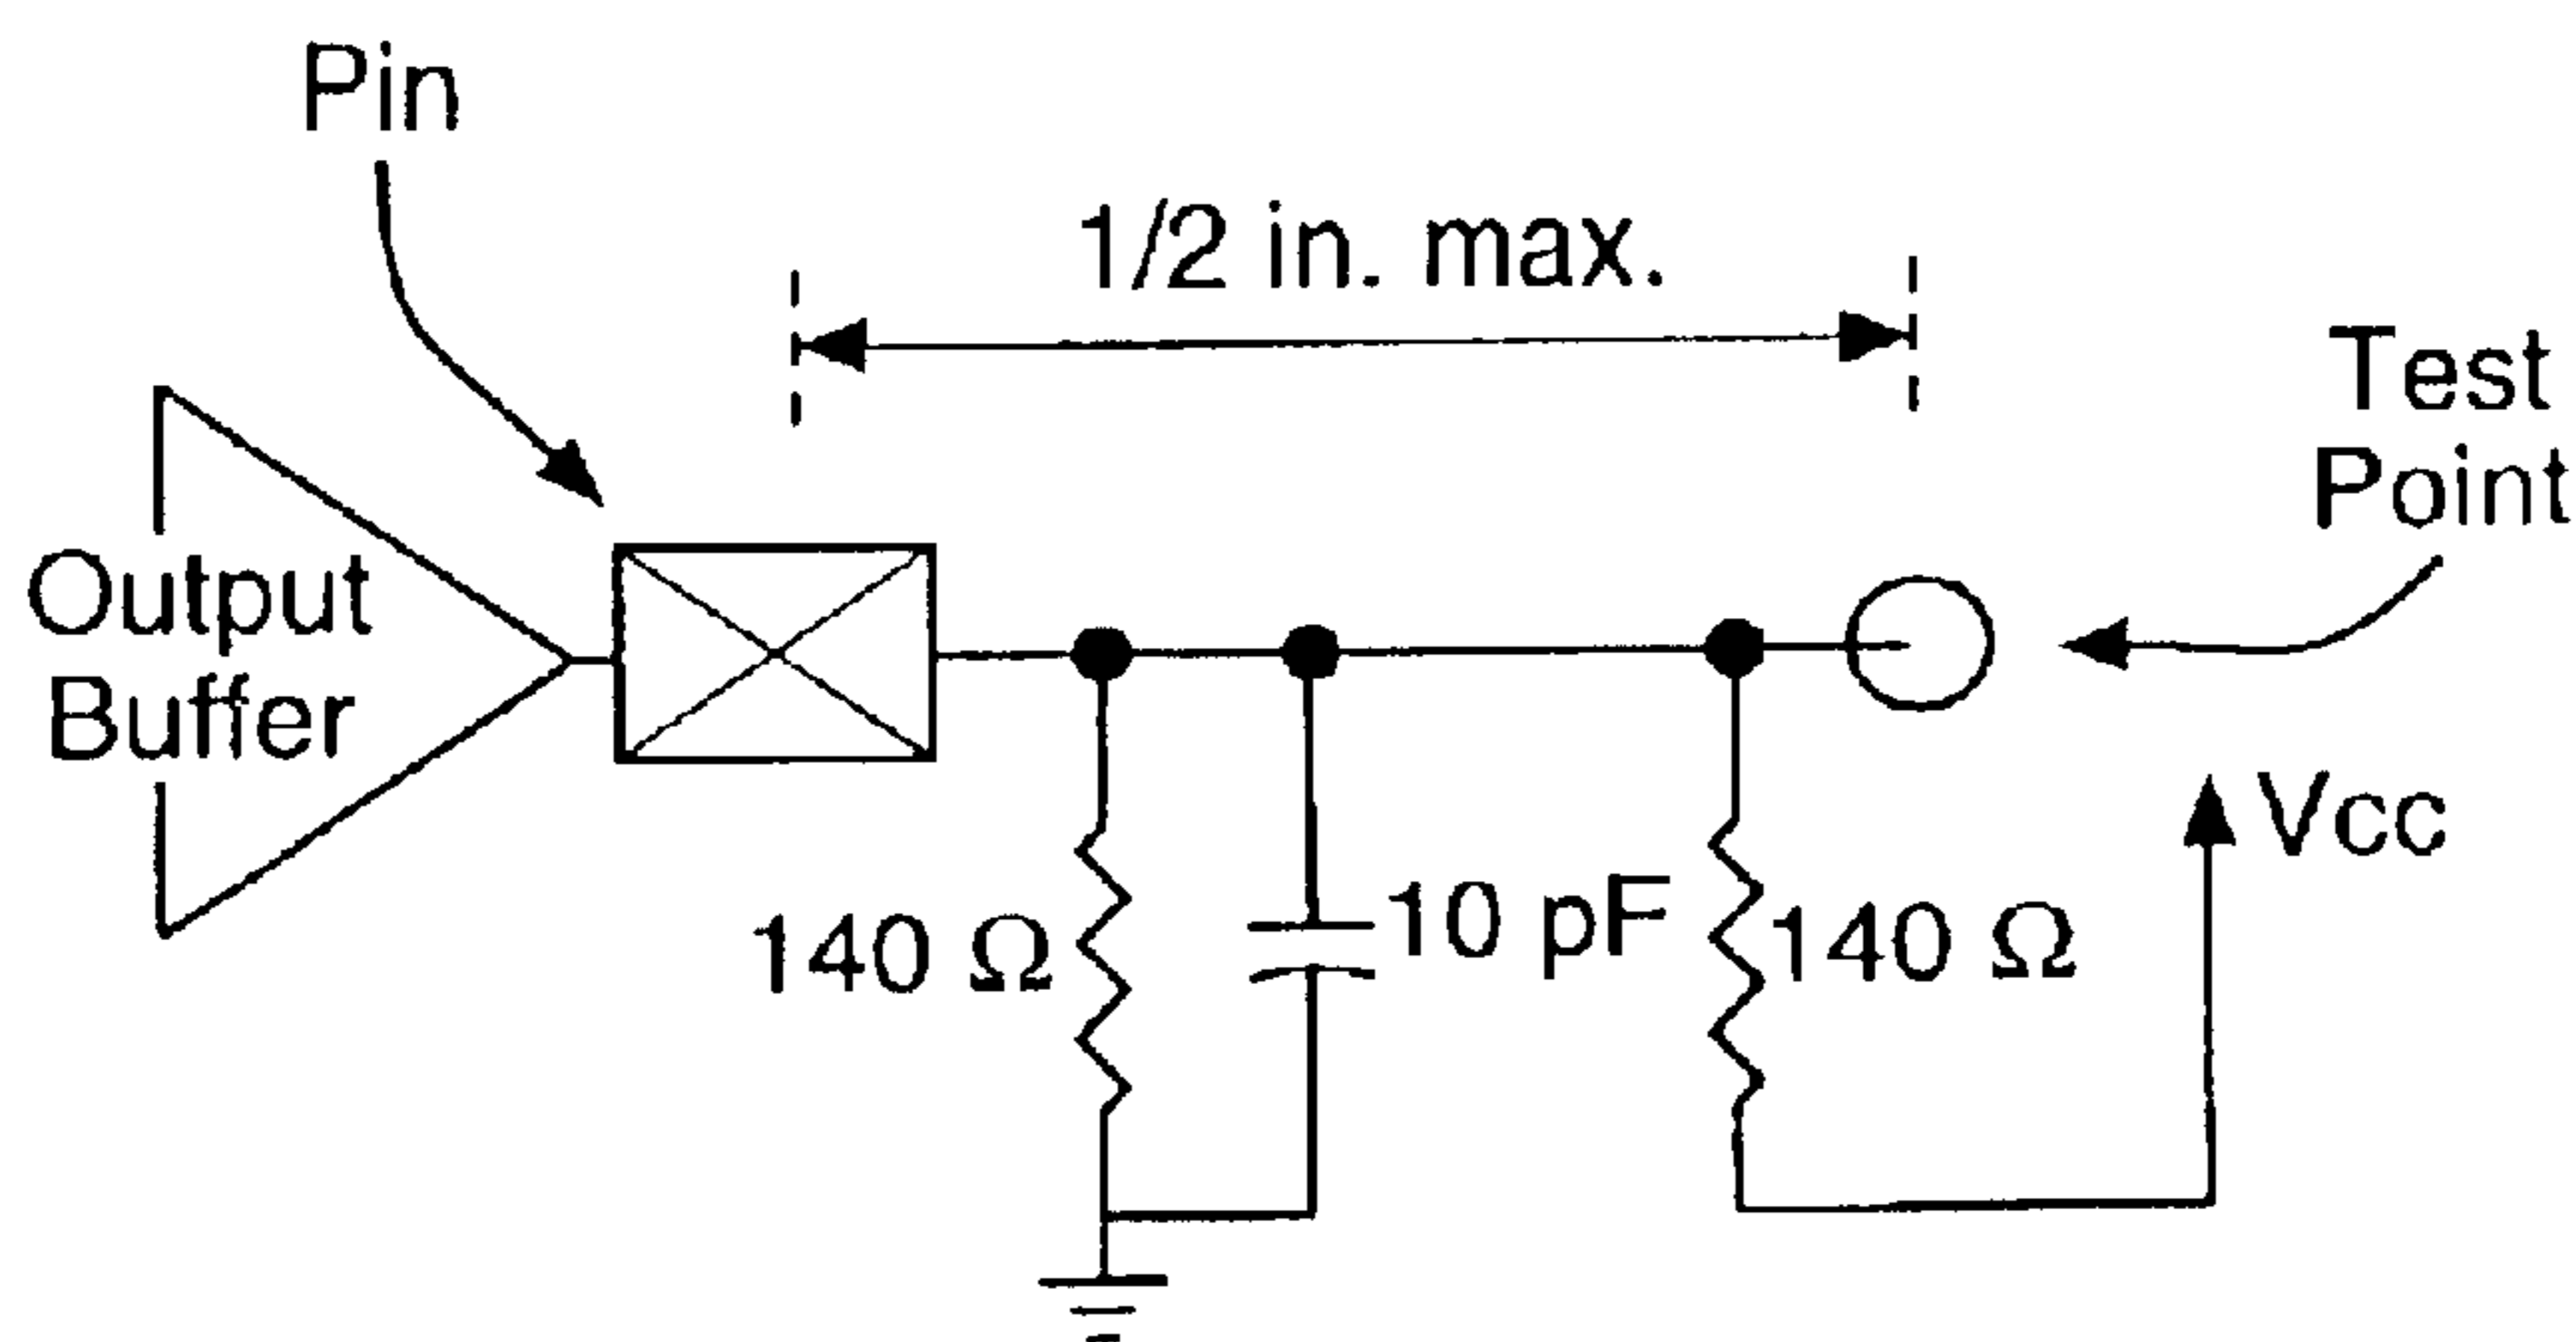 Pin
1/2 in. max.
Test
Point
Output
Buffer
Vcc
140 Ω
10 pF
140 Ω